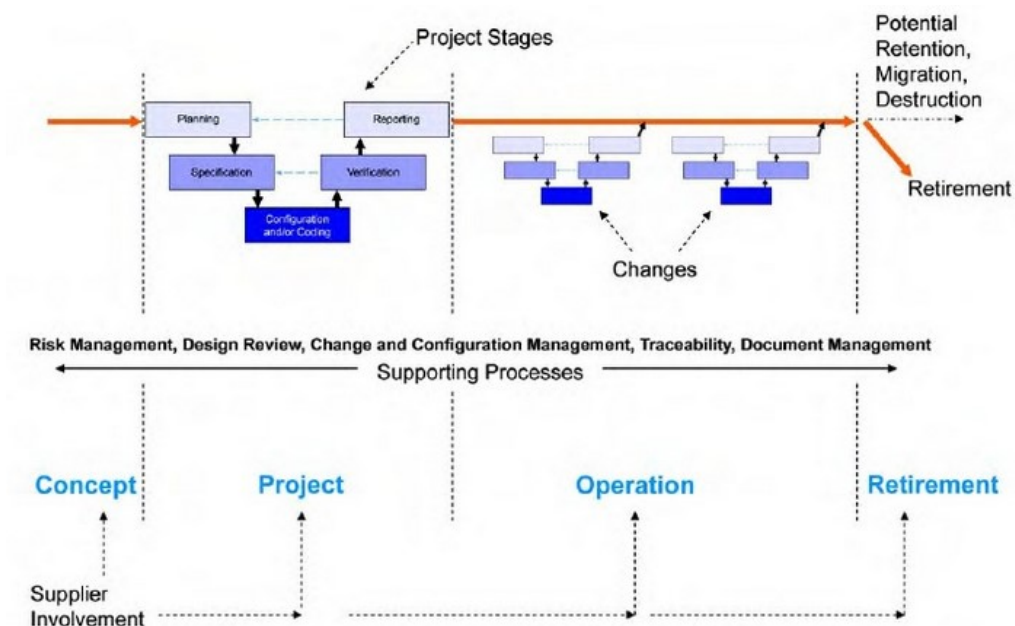 Project Stages
Potential
Retention,
Migration,
Destruction
Planning
Reporting
Specification
Verification
Configuration
and/or Coding
Retirement
Changes
Risk Management, Design Review, Change and Configuration Management, Traceability, Document Management
Supporting Processes
Concept
Project
Operation
Retirement
Supplier
Involvement